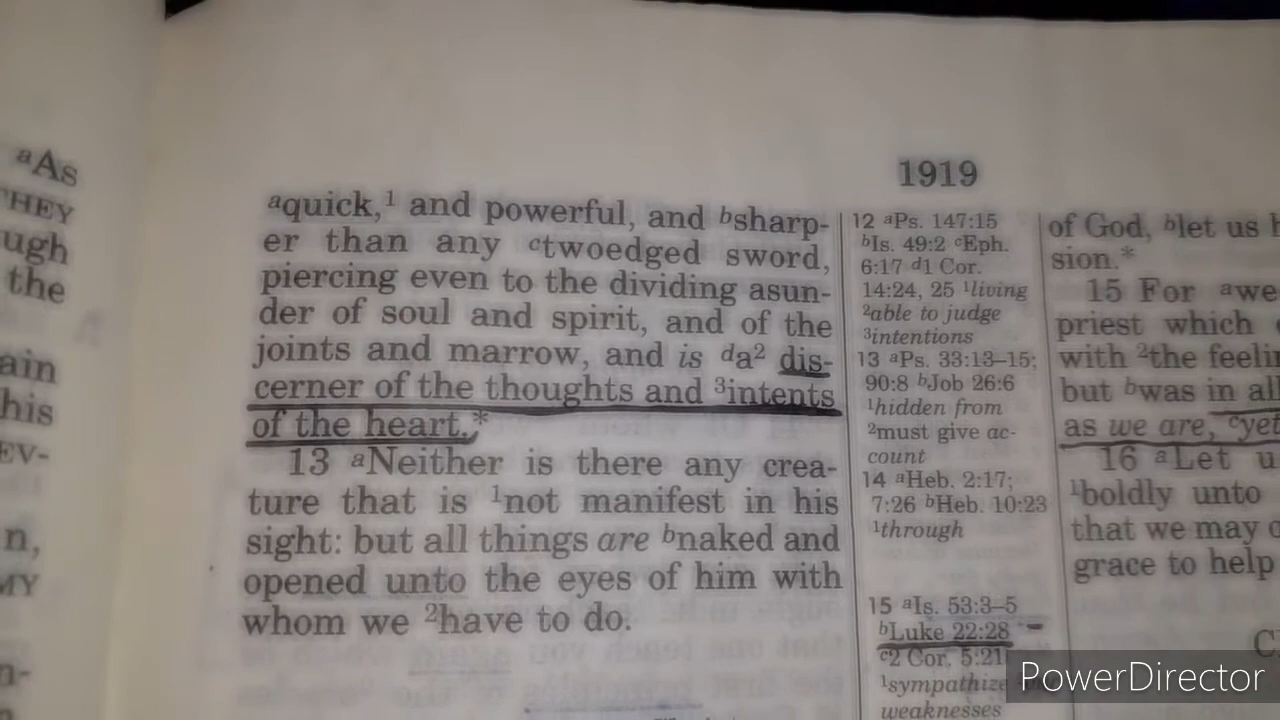 ᵃAs
THEY
ugh
the
ain
his
EV-
n,
MY
n-
ᵃquick,¹ and powerful, and ᵇsharp-
er than any ᶜtwoedged sword,
piercing even to the dividing asun-
der of soul and spirit, and of the
joints and marrow, and is ᵈa² dis-
cerner of the thoughts and ³intents
of the heart.*
13 ᵃNeither is there any crea-
ture that is ¹not manifest in his
sight: but all things are ᵇnaked and
opened unto the eyes of him with
whom we ²have to do.
1919
12 ᵃPs. 147:15
ᵇIs. 49:2 ᶜEph.
6:17 ᵈ1 Cor.
14:24, 25 ¹living
²able to judge
³intentions
13 ᵃPs. 33:13–15;
90:8 ᵇJob 26:6
¹hidden from
²must give ac-
count
14 ᵃHeb. 2:17;
7:26 ᵇHeb. 10:23
¹through
15 ᵃIs. 53:3–5
ᵇLuke 22:28
ᶜ2 Cor. 5:21
¹sympathize
weaknesses
of God, ᵇlet us
sion.*
15 For ᵃwe
priest which
with ²the feelin
but ᵇwas in all
as we are, ᶜyet
16 ᵃLet u
¹boldly unto
that we may
grace to help
C
PowerDirector